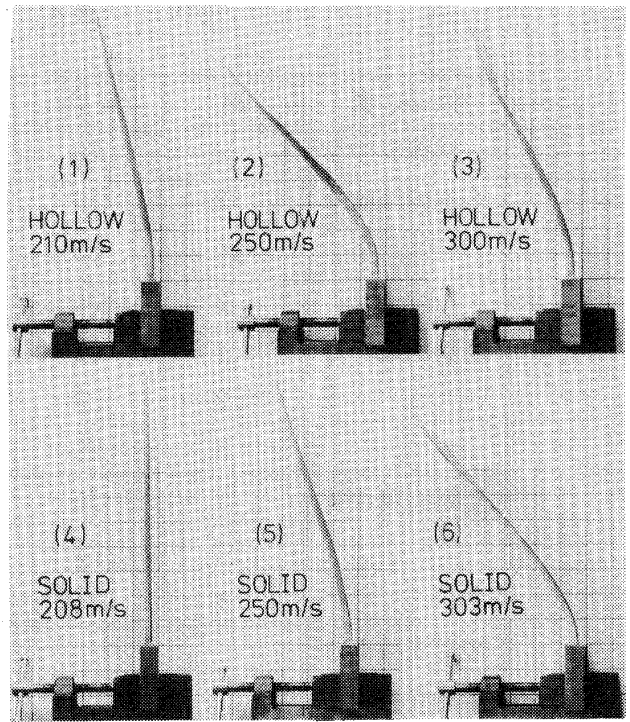 (1)
HOLLOW
210m/s
(2)
HOLLOW
250m/s
(3)
HOLLOW
300m/s
(4)
SOLID
208m/s
(5)
SOLID
250m/s
(6)
SOLID
303m/s